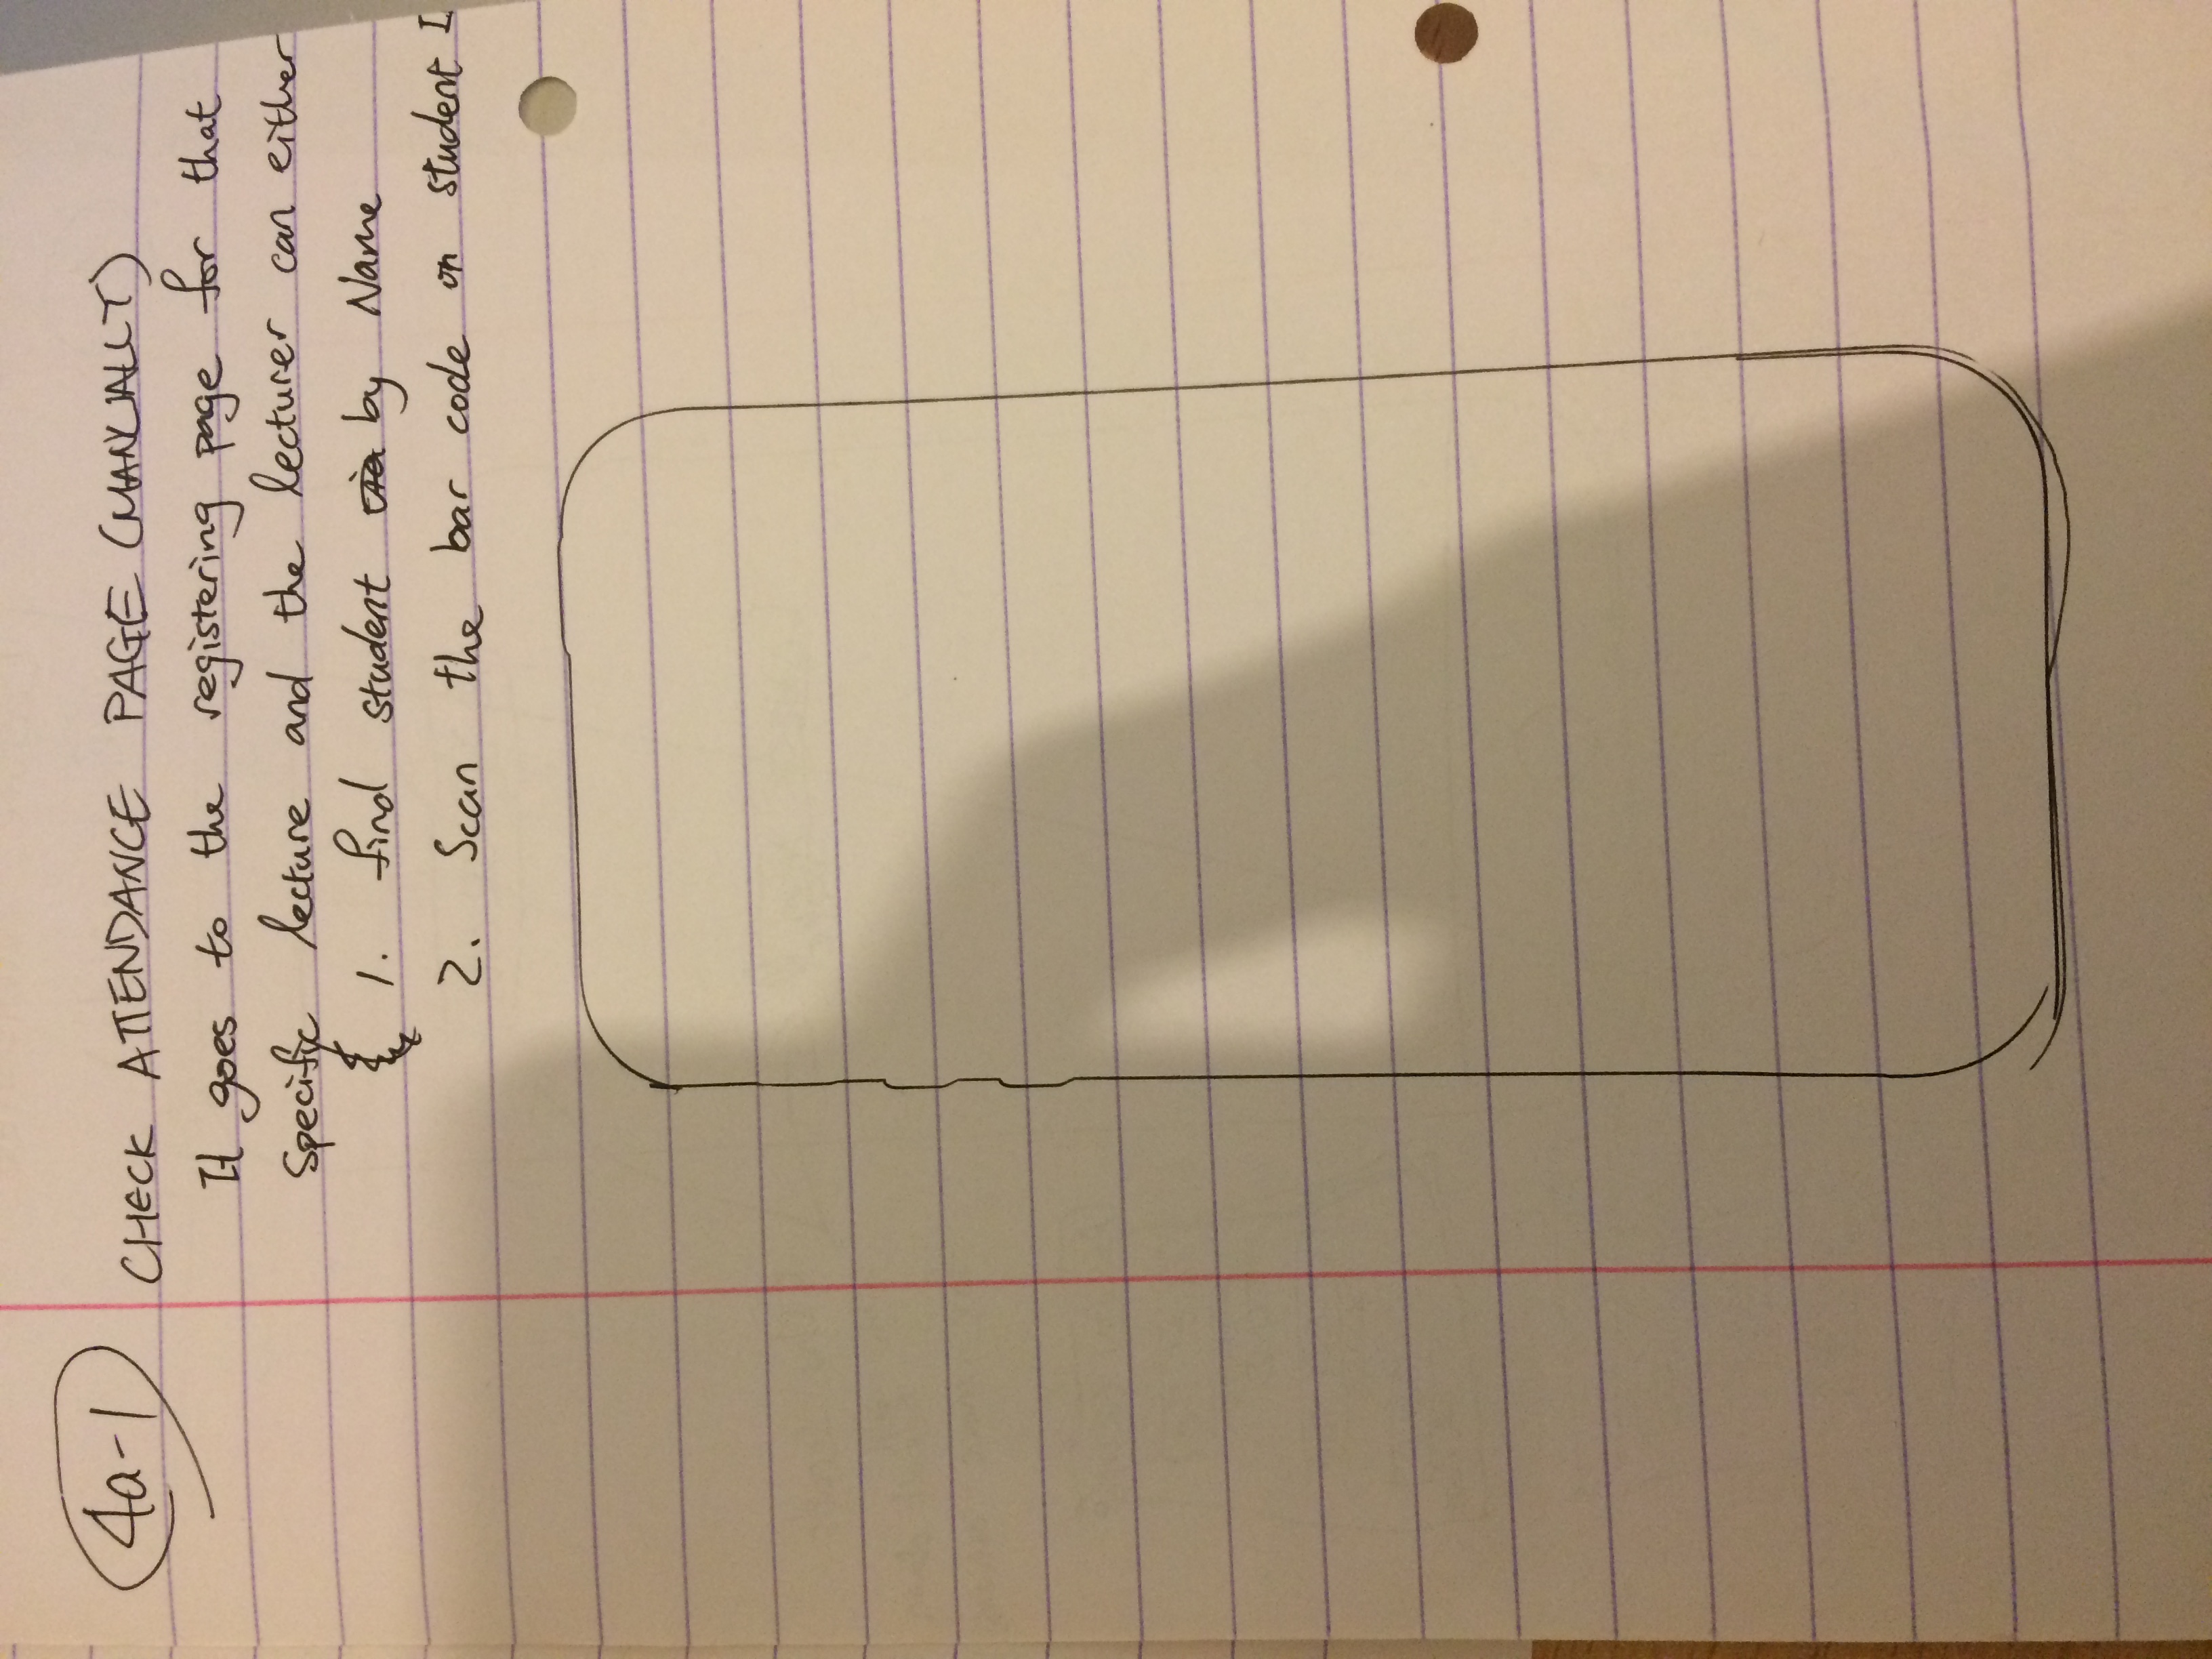 4a-1 CHECK ATTENDANCE PAGE (MANUALLY)
It goes to the registering page for that
specific lecture and the lecturer can either
1. find student via by Name
2. Scan the bar code on student I